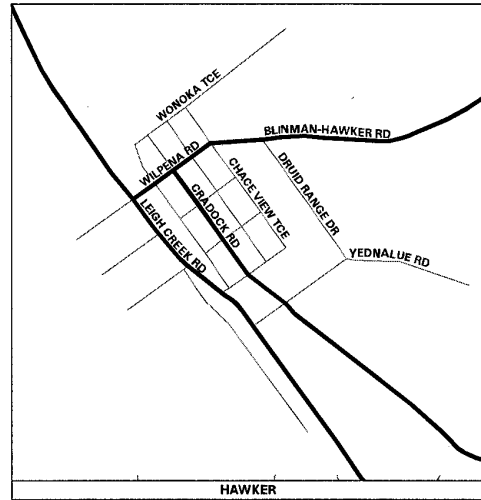 WONOKA TCE
BLINMAN-HAWKER RD
WILPENA RD
CHACE VIEW TCE
DRUID RANGE DR
CRADOCK RD
LEIGH CREEK RD
YEDNALUE RD
HAWKER